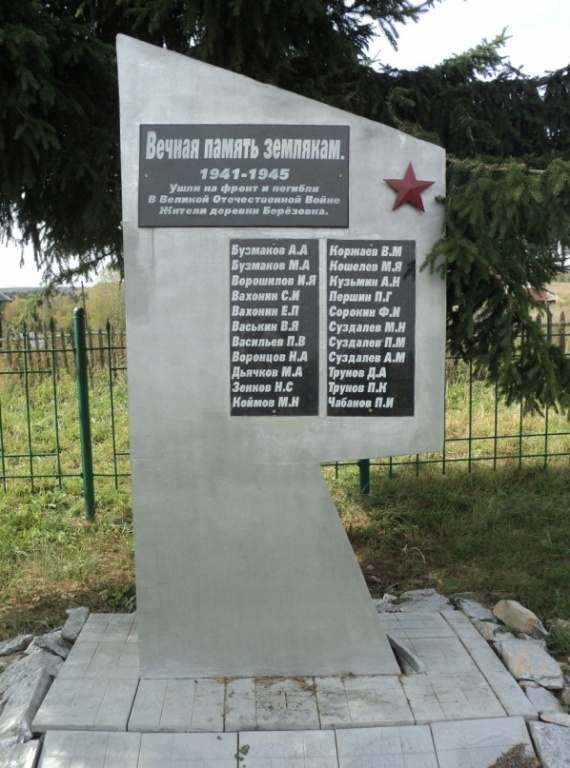 Вечная память землякам.
1941-1945
Ушли на фронт и погибли
В Великой Отечественной Войне
Жители деревни Берёзовка.
Бузмаков А.А
Бузмаков М.А
Ворошилов И.Я
Вахонин С.И
Вахонин Е.П
Васькин В.Я
Васильев П.В
Воронцов Н.А
Дьячков М.А
Зенков Н.С
Коймов М.Н
Коржаев В.М
Кошелев М.Я
Кузьмин А.Н
Першин П.Г
Сорокин Ф.И
Суздалев М.Н
Суздалев П.М
Суздалев А.М
Трунов Д.А
Трунов П.К
Чабанов П.И